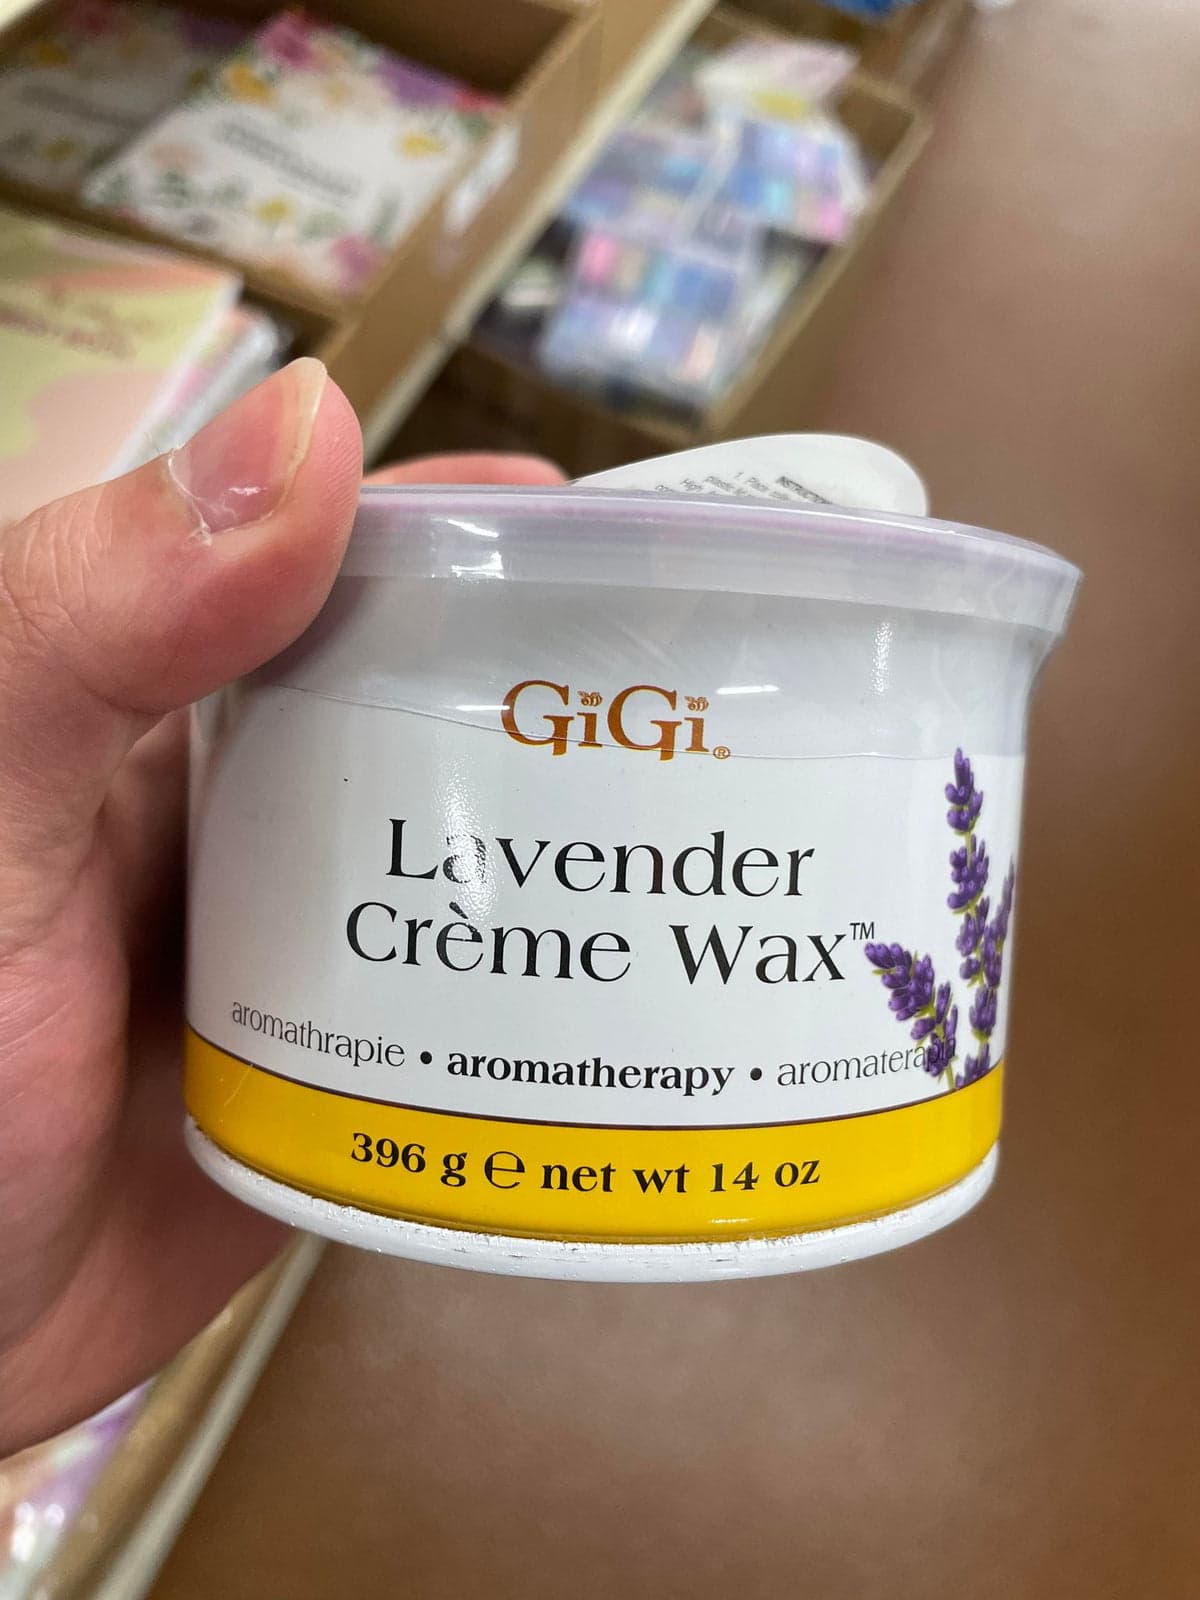 GiGi®
Lavender
Crème Wax™
aromathrapie • aromatherapy • aromaterapia
396 g ℮ net wt 14 oz